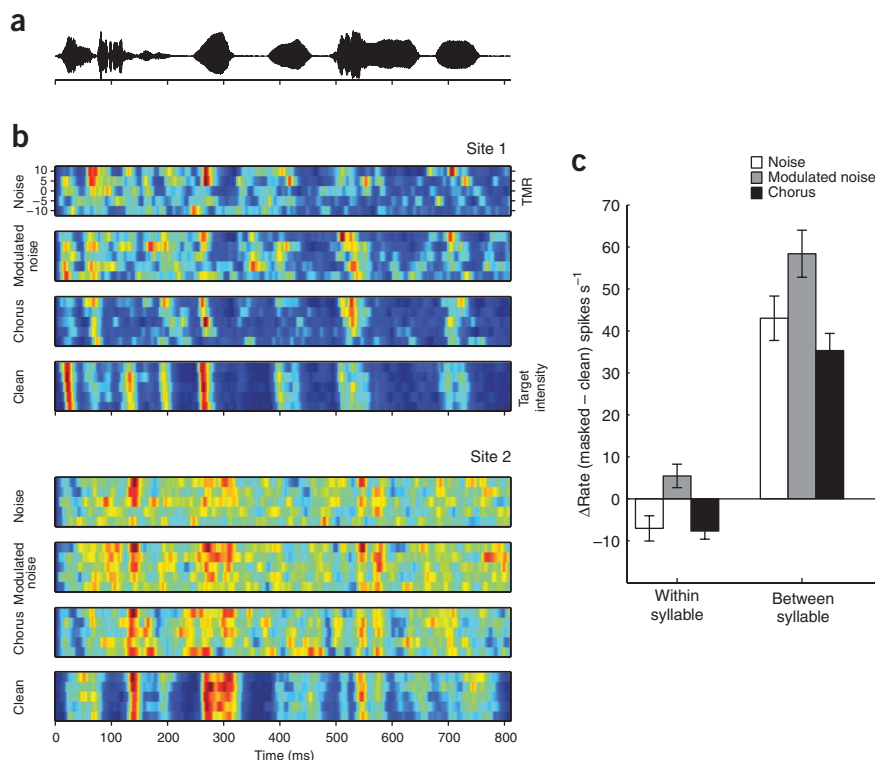 a
b
Site 1
10
5
0
−5
−10
Noise
TMR
Modulated
noise
Chorus
Clean
Target
intensity
Site 2
Noise
Modulated
noise
Chorus
Clean
0
100
200
300
400
500
600
700
800
Time (ms)
c
Noise
Modulated noise
Chorus
70
60
50
40
30
20
10
0
−10
ΔRate (masked – clean) spikes s⁻¹
Within
syllable
Between
syllable